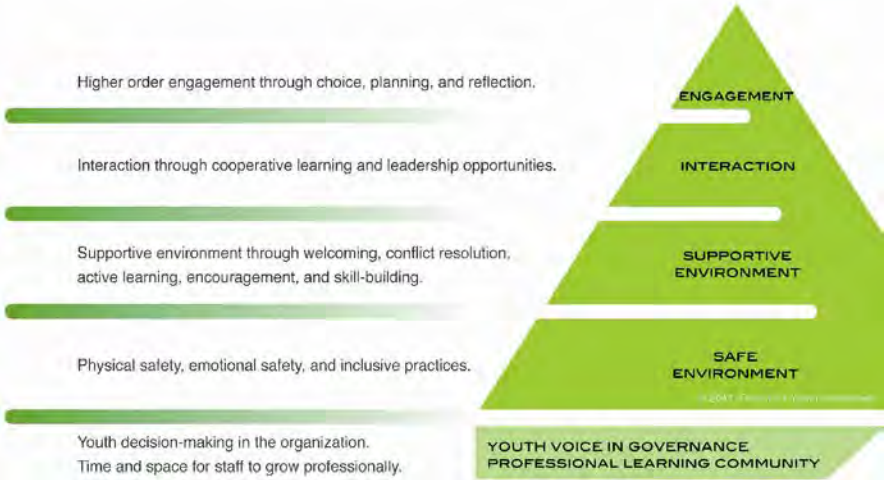 Higher order engagement through choice, planning, and reflection.
ENGAGEMENT
Interaction through cooperative learning and leadership opportunities.
INTERACTION
Supportive environment through welcoming, conflict resolution,
active learning, encouragement, and skill-building.
SUPPORTIVE
ENVIRONMENT
Physical safety, emotional safety, and inclusive practices.
SAFE
ENVIRONMENT
Youth decision-making in the organization.
Time and space for staff to grow professionally.
YOUTH VOICE IN GOVERNANCE
PROFESSIONAL LEARNING COMMUNITY